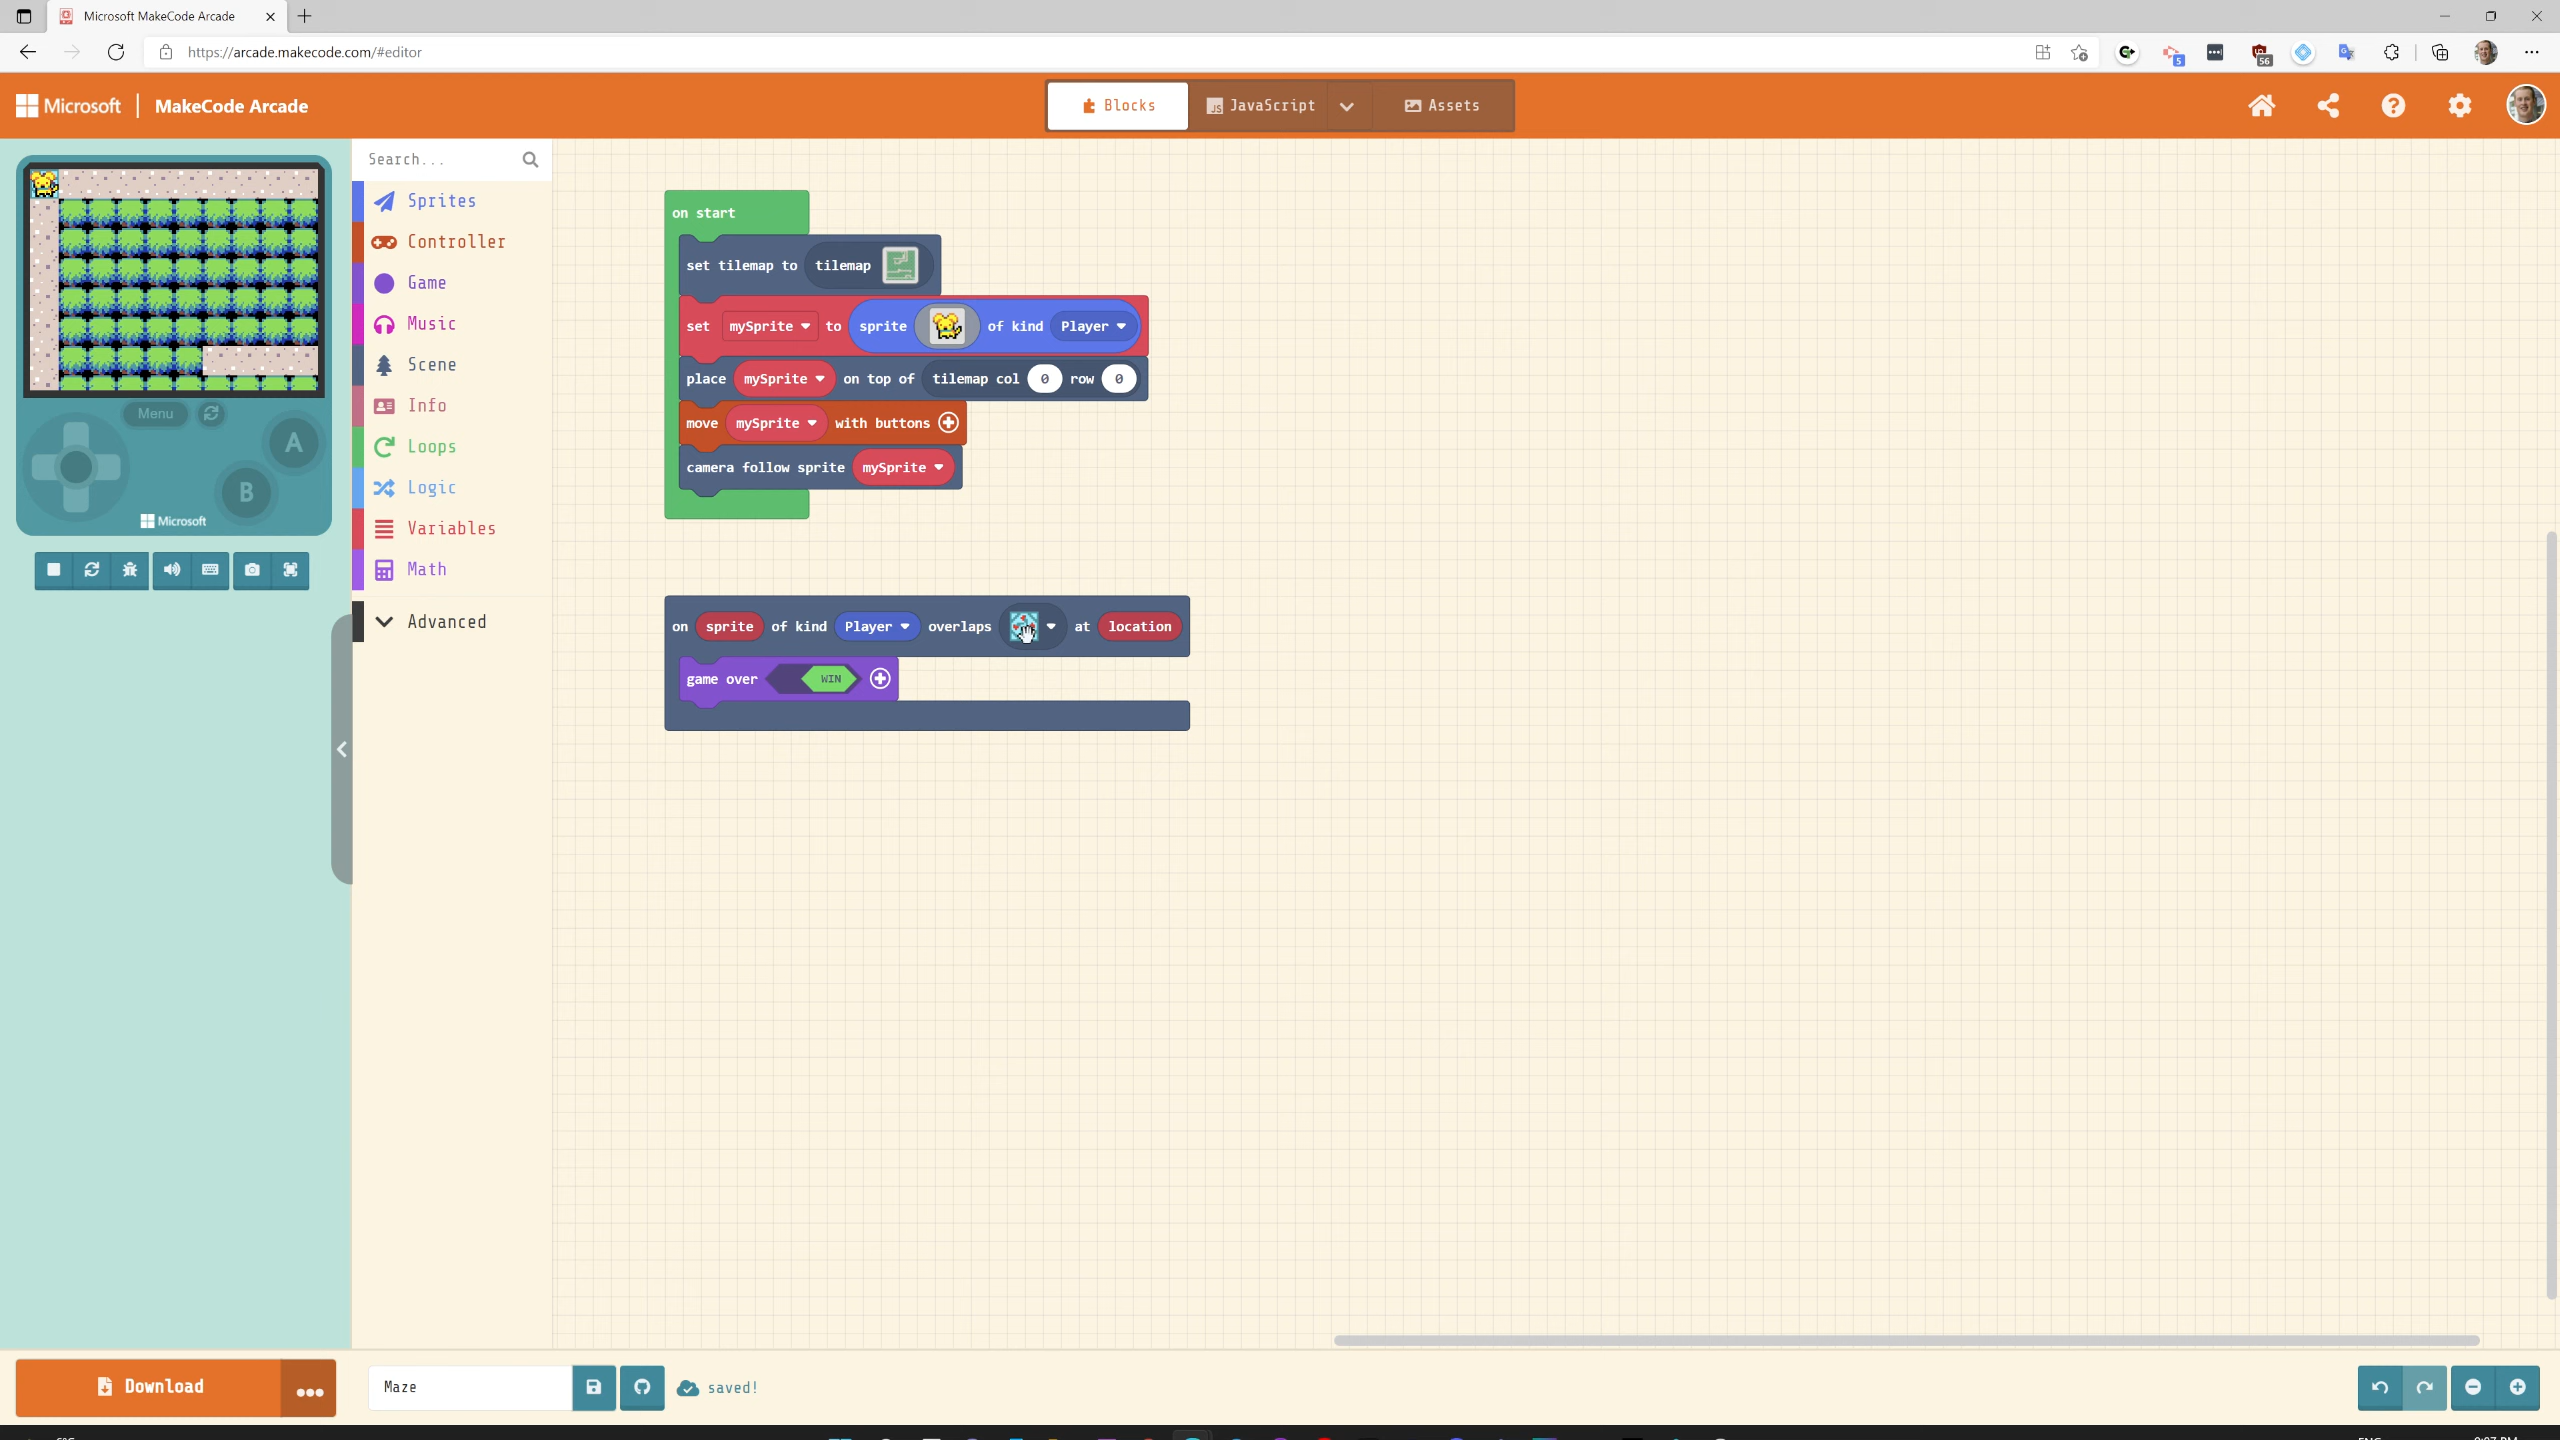 Microsoft MakeCode Arcade
https://arcade.makecode.com/#editor
5
56
Microsoft | MakeCode Arcade
Blocks
JavaScript
Assets
Menu
A
B
Microsoft
Search...
Sprites
Controller
Game
Music
Scene
Info
Loops
Logic
Variables
Math
Advanced
on start
set tilemap to tilemap
set mySprite to sprite of kind Player
place mySprite on top of tilemap col 0 row 0
move mySprite with buttons
camera follow sprite mySprite
on sprite of kind Player overlaps at location
game over WIN
Download
Maze
saved!